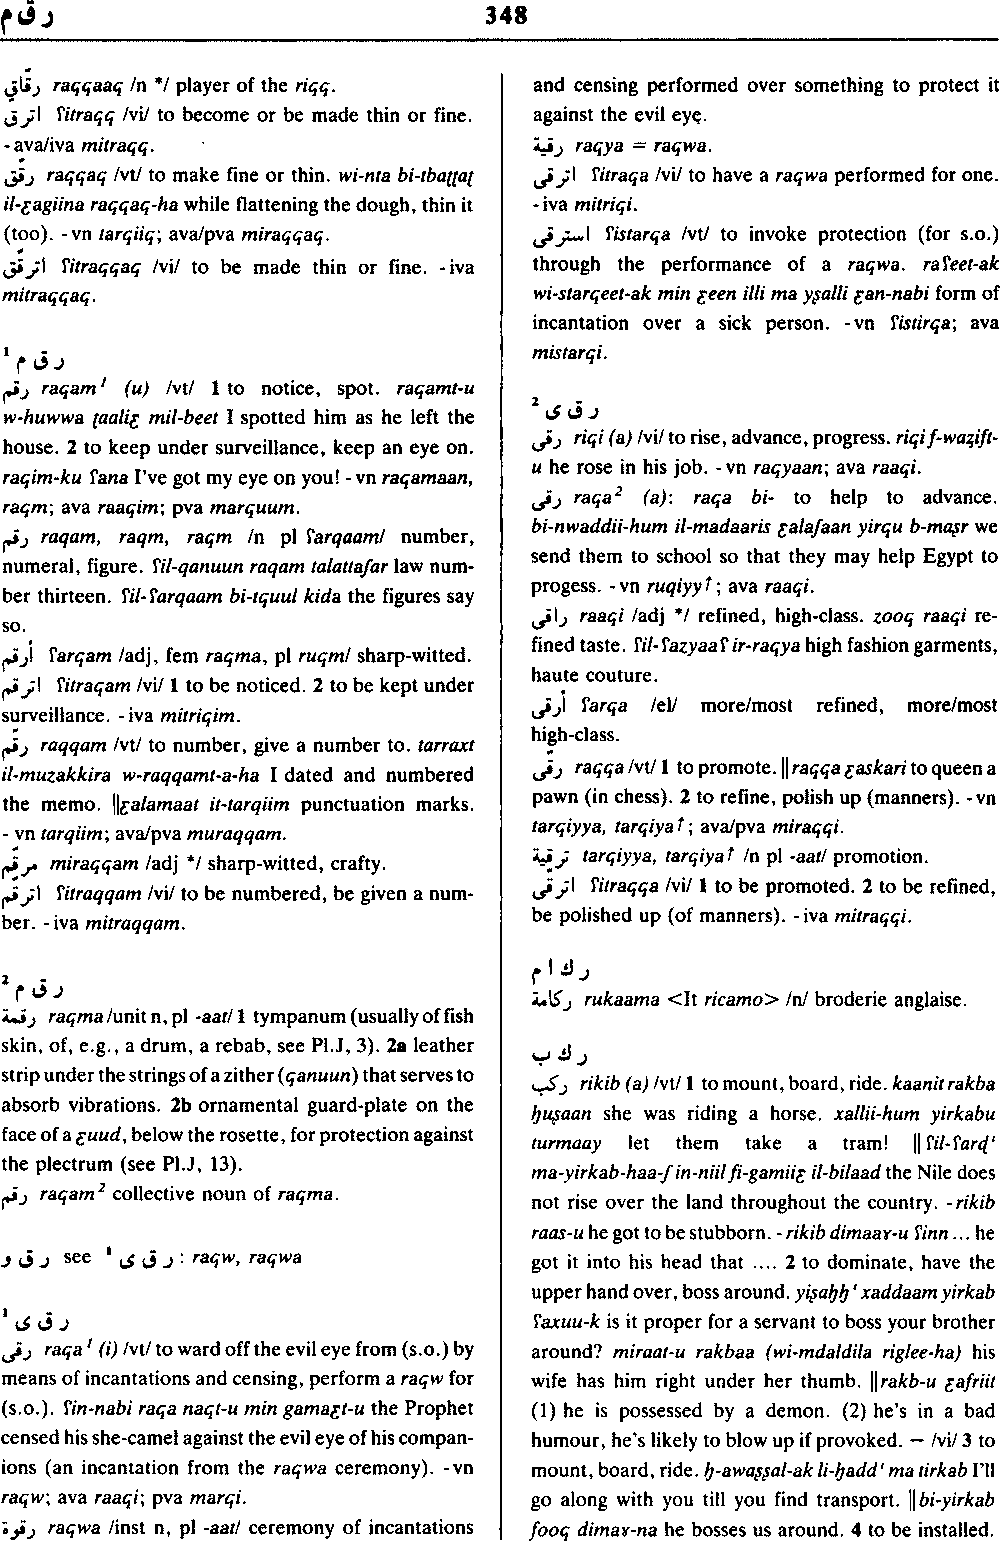 رقم
348
رقّاق raqqaaq /n */ player of the riqq.
اترق ʕitraqq /vi/ to become or be made thin or fine.
-ava/iva mitraqq.
رقّق raqqaq /vt/ to make fine or thin. wi-nta bi-tbaṭṭaṭ
il-ƹagiina raqqaq-ha while flattening the dough, thin it
(too). -vn tarqiiq; ava/pva miraqqaq.
اترقّق ʕitraqqaq /vi/ to be made thin or fine. -iva
mitraqqaq.
ر ق م ¹
رقم raqam¹ (u) /vt/ 1 to notice, spot. raqamt-u
w-huwwa ṭaaliƹ mil-beet I spotted him as he left the
house. 2 to keep under surveillance, keep an eye on.
raqim-ku ʕana I've got my eye on you! -vn raqamaan,
raqm; ava raaqim; pva marquum.
رقم raqam, raqm, raqm /n pl ʕarqaam/ number,
numeral, figure. ʕil-qanuun raqam talattaʃar law num-
ber thirteen. ʕil-ʕarqaam bi-tquul kida the figures say
so.
أرقم ʕarqam /adj, fem raqma, pl ruqm/ sharp-witted.
اترقم ʕitraqam /vi/ 1 to be noticed. 2 to be kept under
surveillance. -iva mitriqim.
رقّم raqqam /vt/ to number, give a number to. tarraxt
il-muzakkira w-raqqamt-a-ha I dated and numbered
the memo. ||ƹalamaat it-tarqiim punctuation marks.
- vn tarqiim; ava/pva muraqqam.
مرقّم miraqqam /adj */ sharp-witted, crafty.
اترقّم ʕitraqqam /vi/ to be numbered, be given a num-
ber. -iva mitraqqam.
ر ق م ²
رقمة raqma /unit n, pl -aat/ 1 tympanum (usually of fish
skin, of, e.g., a drum, a rebab, see Pl.J, 3). 2a leather
strip under the strings of a zither (qanuun) that serves to
absorb vibrations. 2b ornamental guard-plate on the
face of a ƹuud, below the rosette, for protection against
the plectrum (see Pl.J, 13).
رقم raqam² collective noun of raqma.
ر ق و see ر ق ى ¹ : raqw, raqwa
ر ق ى ¹
رقى raqa¹ (i) /vt/ to ward off the evil eye from (s.o.) by
means of incantations and censing, perform a raqw for
(s.o.). ʕin-nabi raqa naqt-u min gamaƹt-u the Prophet
censed his she-camel against the evil eye of his compan-
ions (an incantation from the raqwa ceremony). -vn
raqw; ava raaqi; pva marqi.
رقوة raqwa /inst n, pl -aat/ ceremony of incantations
and censing performed over something to protect it
against the evil eye.
رقية raqya = raqwa.
اترقى ʕitraqa /vi/ to have a raqwa performed for one.
-iva mitriqi.
استرقى ʕistarqa /vt/ to invoke protection (for s.o.)
through the performance of a raqwa. raʕeet-ak
wi-starqeet-ak min ƹeen illi ma yṣalli ƹan-nabi form of
incantation over a sick person. -vn ʕistirqa; ava
mistarqi.
ر ق ى ²
رقى riqi (a) /vi/ to rise, advance, progress. riqi f-waẓift-
u he rose in his job. -vn raqyaan; ava raaqi.
رقى raqa² (a): raqa bi- to help to advance.
bi-nwaddii-hum il-madaaris ƹalaʃaan yirqu b-maṣr we
send them to school so that they may help Egypt to
progess. -vn ruqiyy↑; ava raaqi.
راقى raaqi /adj */ refined, high-class. zooq raaqi re-
fined taste. ʕil-ʕazyaaʕ ir-raqya high fashion garments,
haute couture.
أرقى ʕarqa /el/ more/most refined, more/most
high-class.
رقّى raqqa /vt/ 1 to promote. ||raqqa ƹaskari to queen a
pawn (in chess). 2 to refine, polish up (manners). -vn
tarqiyya, tarqiya↑; ava/pva miraqqi.
ترقية tarqiyya, tarqiya↑ /n pl -aat/ promotion.
اترقّى ʕitraqqa /vi/ 1 to be promoted. 2 to be refined,
be polished up (of manners). -iva mitraqqi.
ر ك ا م
ركامة rukaama <It ricamo> /n/ broderie anglaise.
ر ك ب
ركب rikib (a) /vt/ 1 to mount, board, ride. kaanit rakba
ḥuṣaan she was riding a horse. xallii-hum yirkabu
turmaay let them take a tram! ||ʕil-ʕarḍ'
ma-yirkab-haa-ʃ in-niil fi-gamiiƹ il-bilaad the Nile does
not rise over the land throughout the country. -rikib
raas-u he got to be stubborn. -rikib dimaaɣ-u ʕinn ... he
got it into his head that .... 2 to dominate, have the
upper hand over, boss around. yiṣaḥḥ' xaddaam yirkab
ʕaxuu-k is it proper for a servant to boss your brother
around? miraat-u rakbaa (wi-mdaldila riglee-ha) his
wife has him right under her thumb. ||rakb-u ƹafriit
(1) he is possessed by a demon. (2) he's in a bad
humour, he's likely to blow up if provoked. — /vi/ 3 to
mount, board, ride. ḥ-awaṣṣal-ak li-ḥadd' ma tirkab I'll
go along with you till you find transport. ||bi-yirkab
fooq dimaɣ-na he bosses us around. 4 to be installed.